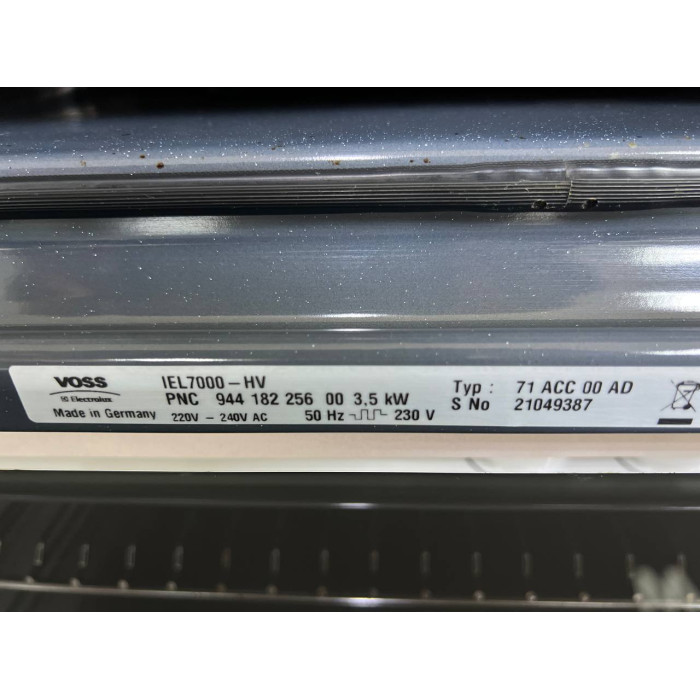 VOSS IEL7000-HV Typ : 71 ACC 00 AD
Electrolux PNC 944 182 256 00 3,5 kW S No 21049387
Made in Germany 220V - 240V AC 50 Hz 230 V